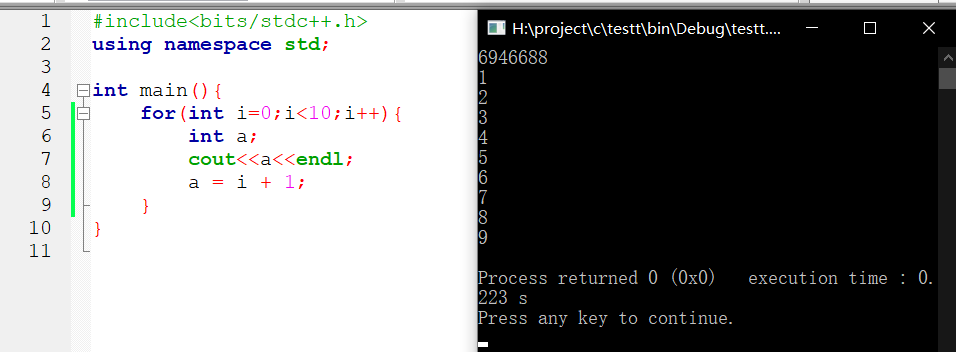 1 #include<bits/stdc++.h>
2 using namespace std;
3
4 int main(){
5 for(int i=0;i<10;i++){
6 int a;
7 cout<<a<<endl;
8 a = i + 1;
9 }
10 }
11
H:\project\c\testt\bin\Debug\testt....
6946688
1
2
3
4
5
6
7
8
9
Process returned 0 (0x0)   execution time : 0.
223 s
Press any key to continue.